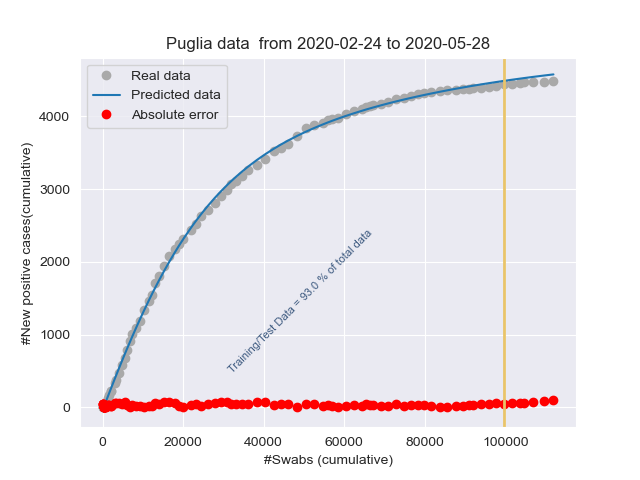 Puglia data  from 2020-02-24 to 2020-05-28
Real data
Predicted data
Absolute error
#New positive cases(cumulative)
4000
3000
2000
1000
0
Training/Test Data = 93.0 % of total data
0
20000
40000
60000
80000
100000
#Swabs (cumulative)